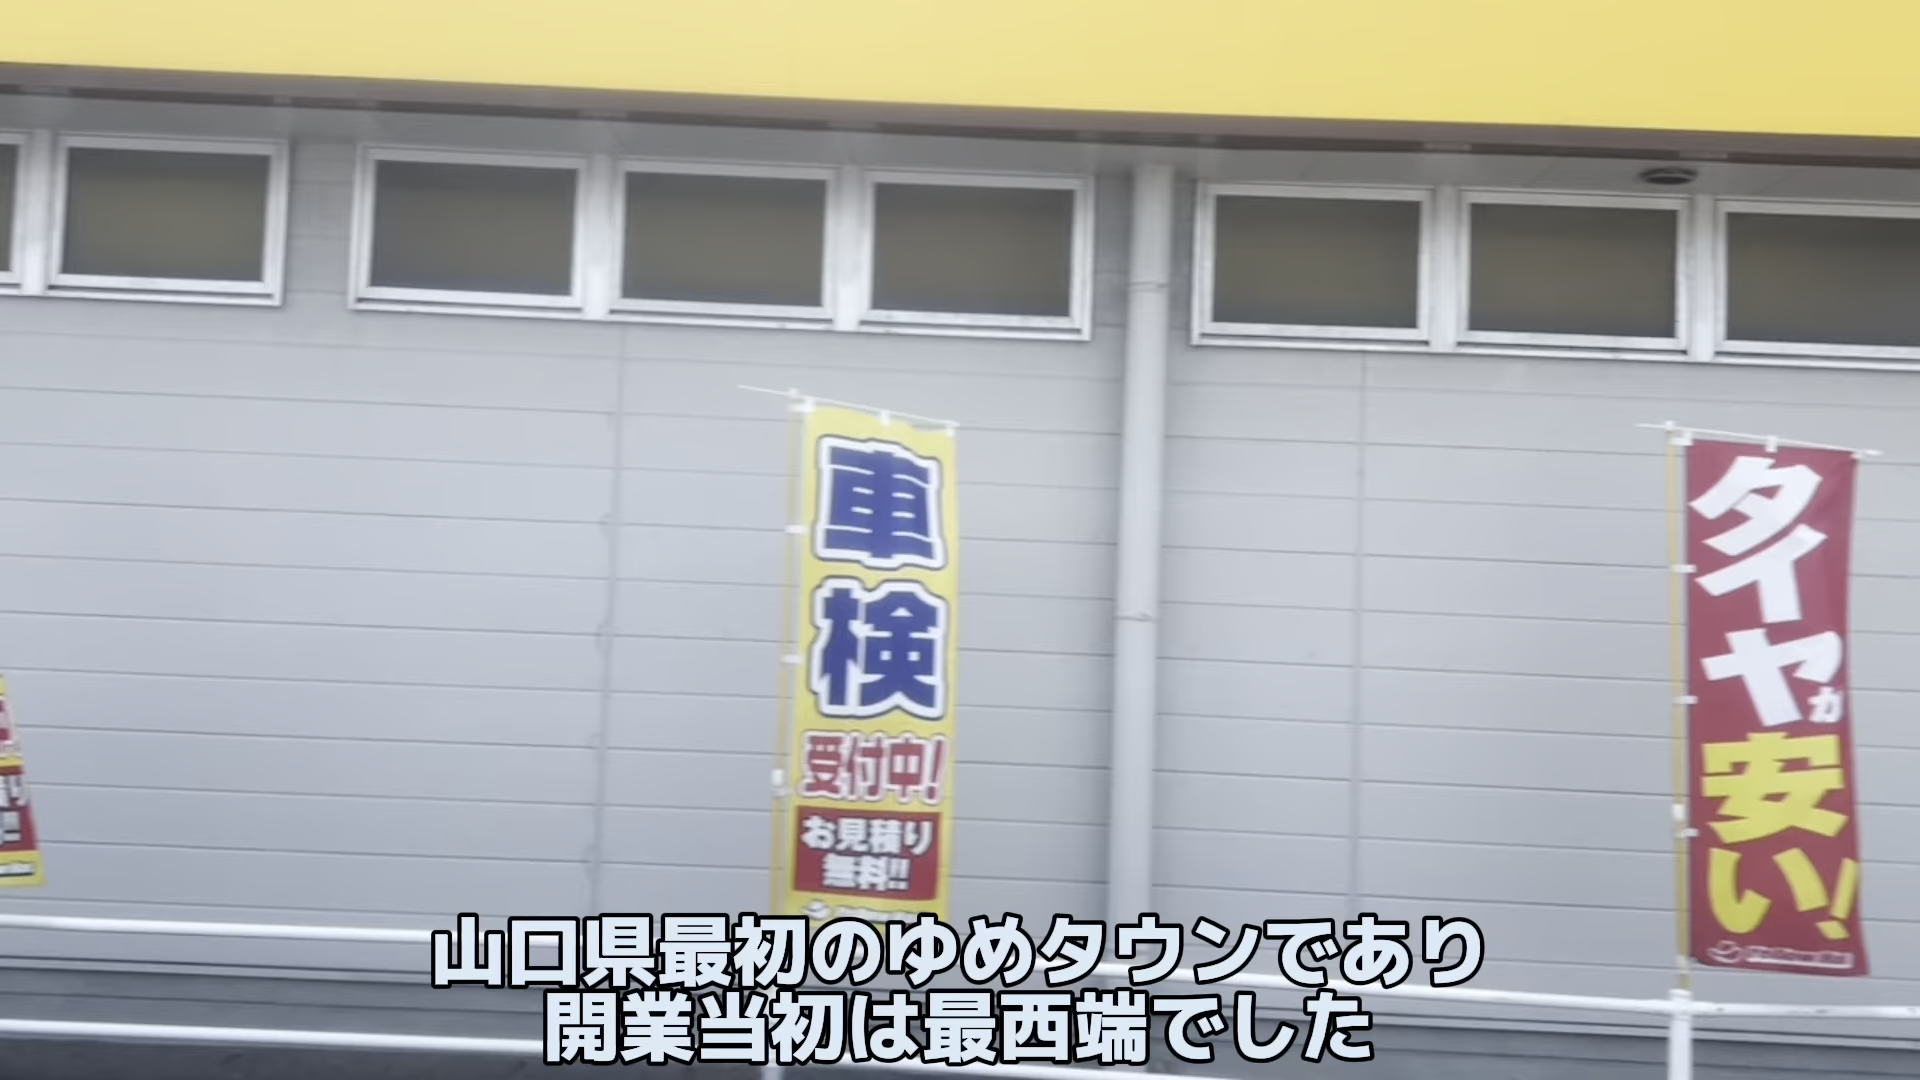 車検
受付中!
お見積り
無料!!
タイヤが
安い!
山口県最初のゆめタウンであり
開業当初は最西端でした